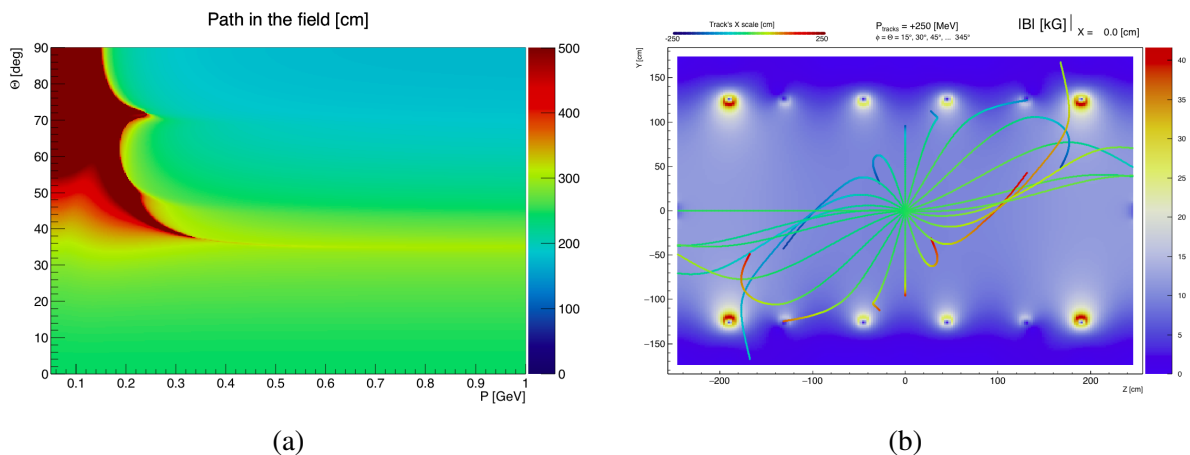 Path in the field [cm]
Θ [deg]
90
80
70
60
50
40
30
20
10
0
0.1 0.2 0.3 0.4 0.5 0.6 0.7 0.8 0.9 1
P [GeV]
500
400
300
200
100
0
(a)
Track's X scale [cm]
-250 250
P tracks = +250 [MeV]
ϕ = Θ = 15°, 30°, 45°, ... 345°
|B| [kG] | X = 0.0 [cm]
Y [cm]
150
100
50
0
−50
−100
−150
−200 −100 0 100 200
Z [cm]
40
35
30
25
20
15
10
5
0
(b)